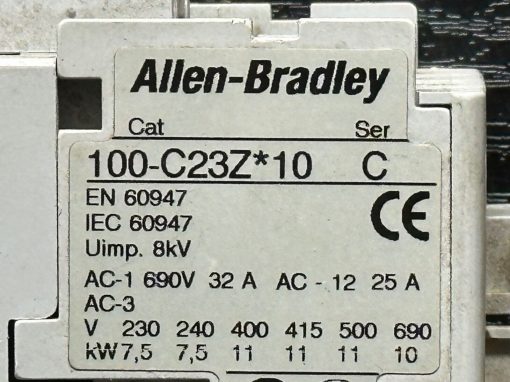 Allen-Bradley
Cat Ser
100-C23Z*10 C
EN 60947
IEC 60947
CE
Uimp. 8kV
AC-1 690V 32 A AC - 12 25 A
AC-3
V 230 240 400 415 500 690
kW 7,5 7,5 11 11 11 10